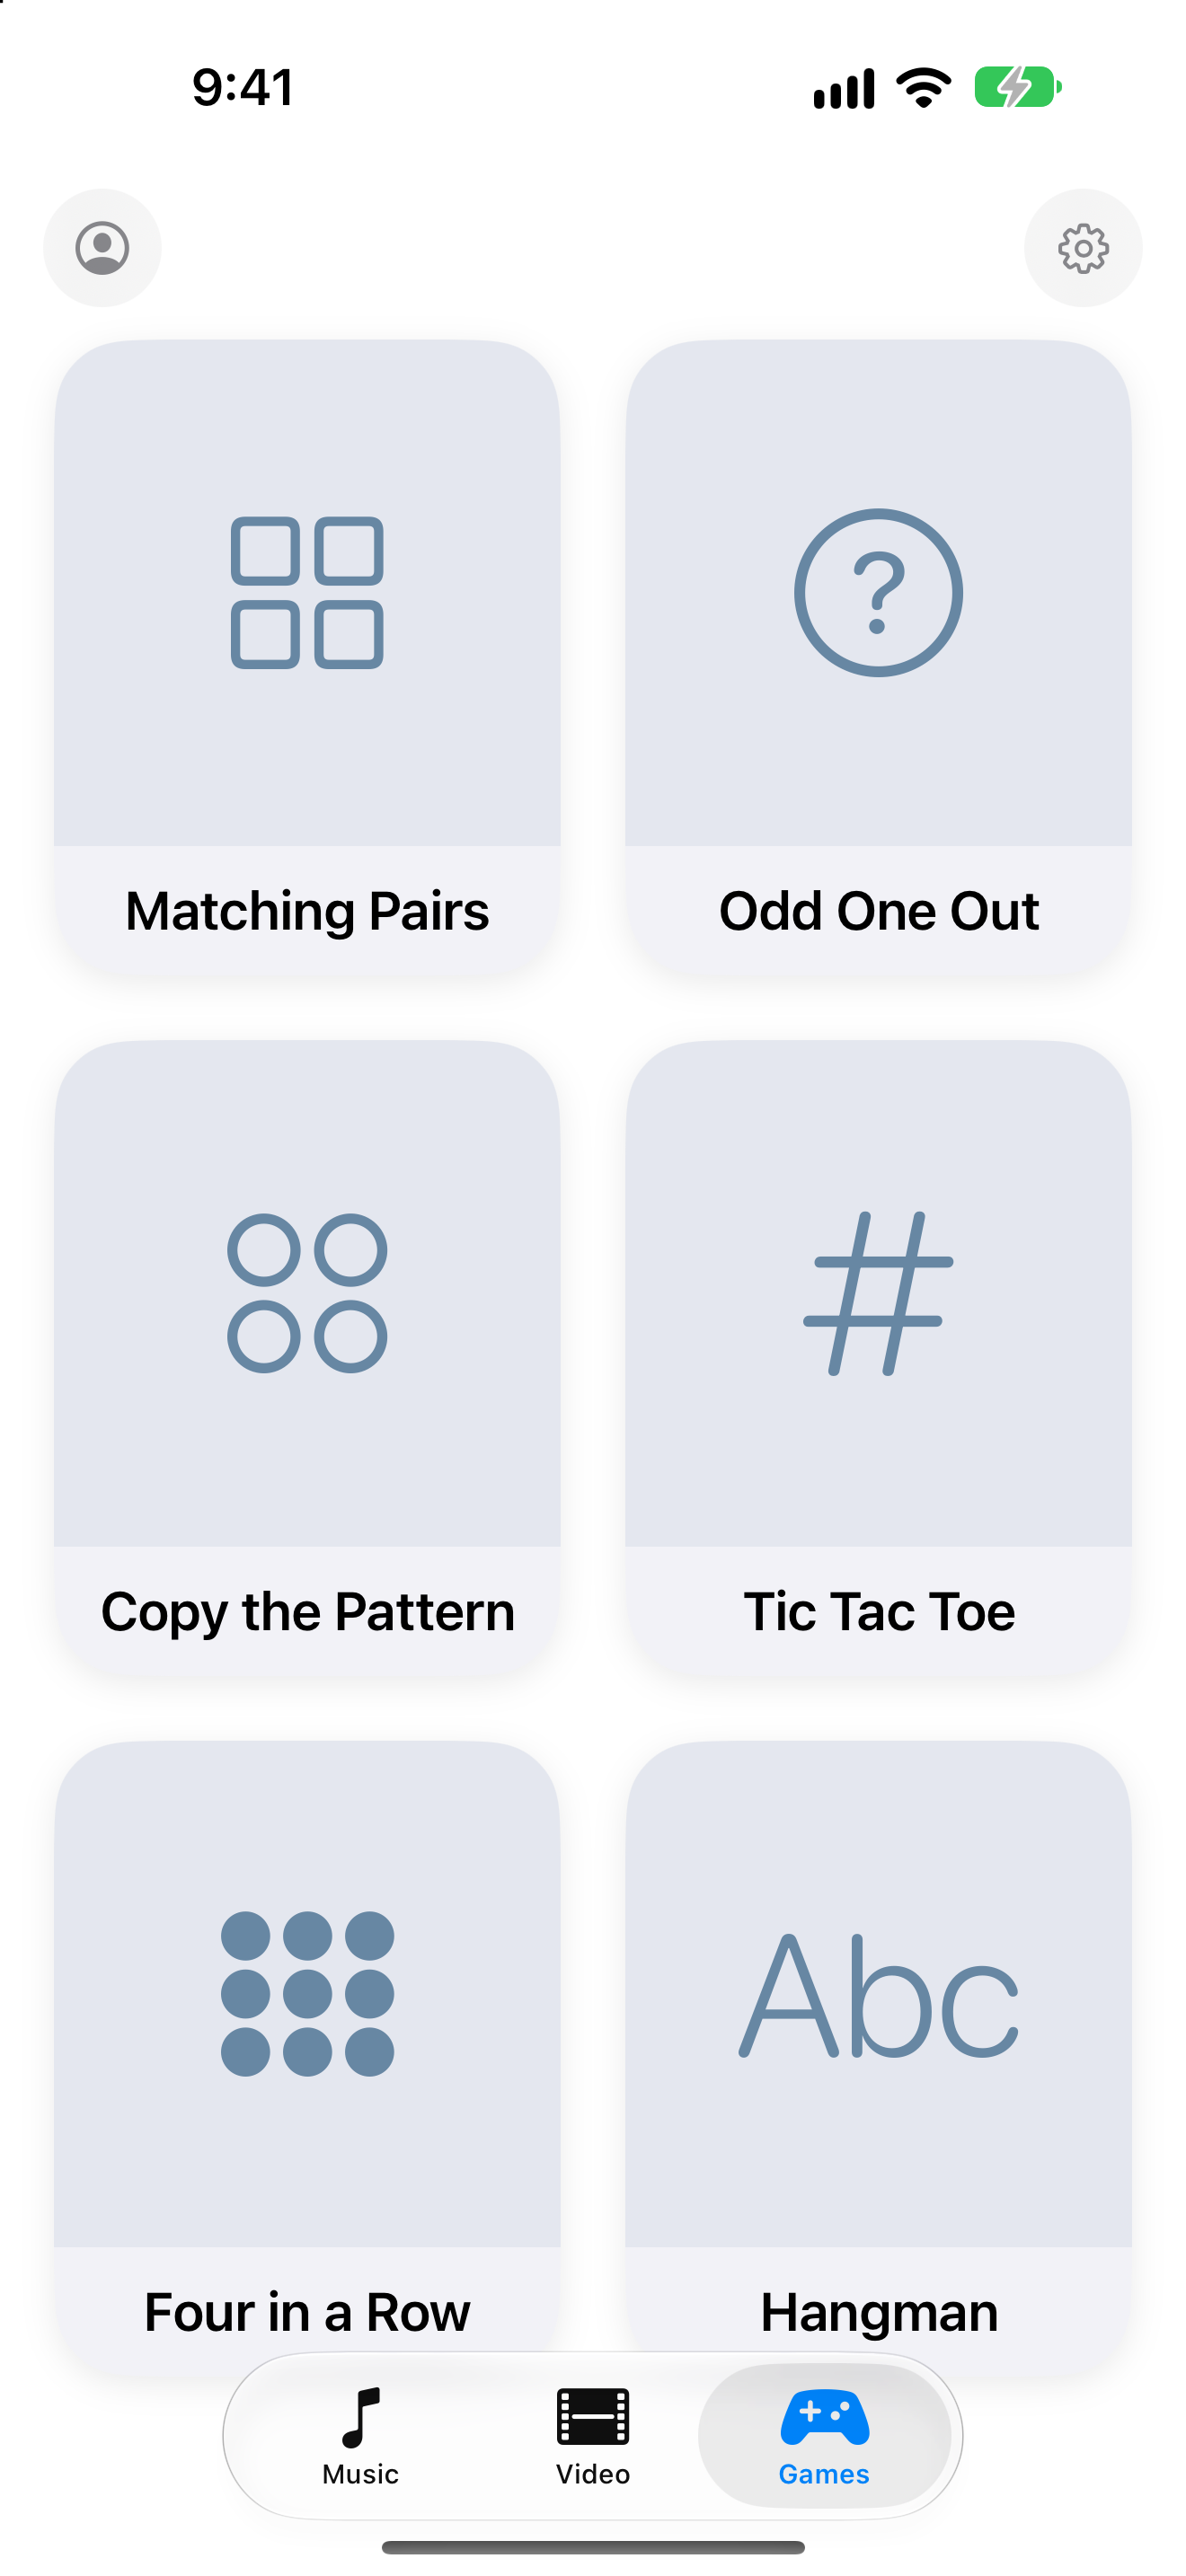 9:41
?
Matching Pairs
Odd One Out
#
Copy the Pattern
Tic Tac Toe
Abc
Four in a Row
Hangman
Music
Video
Games